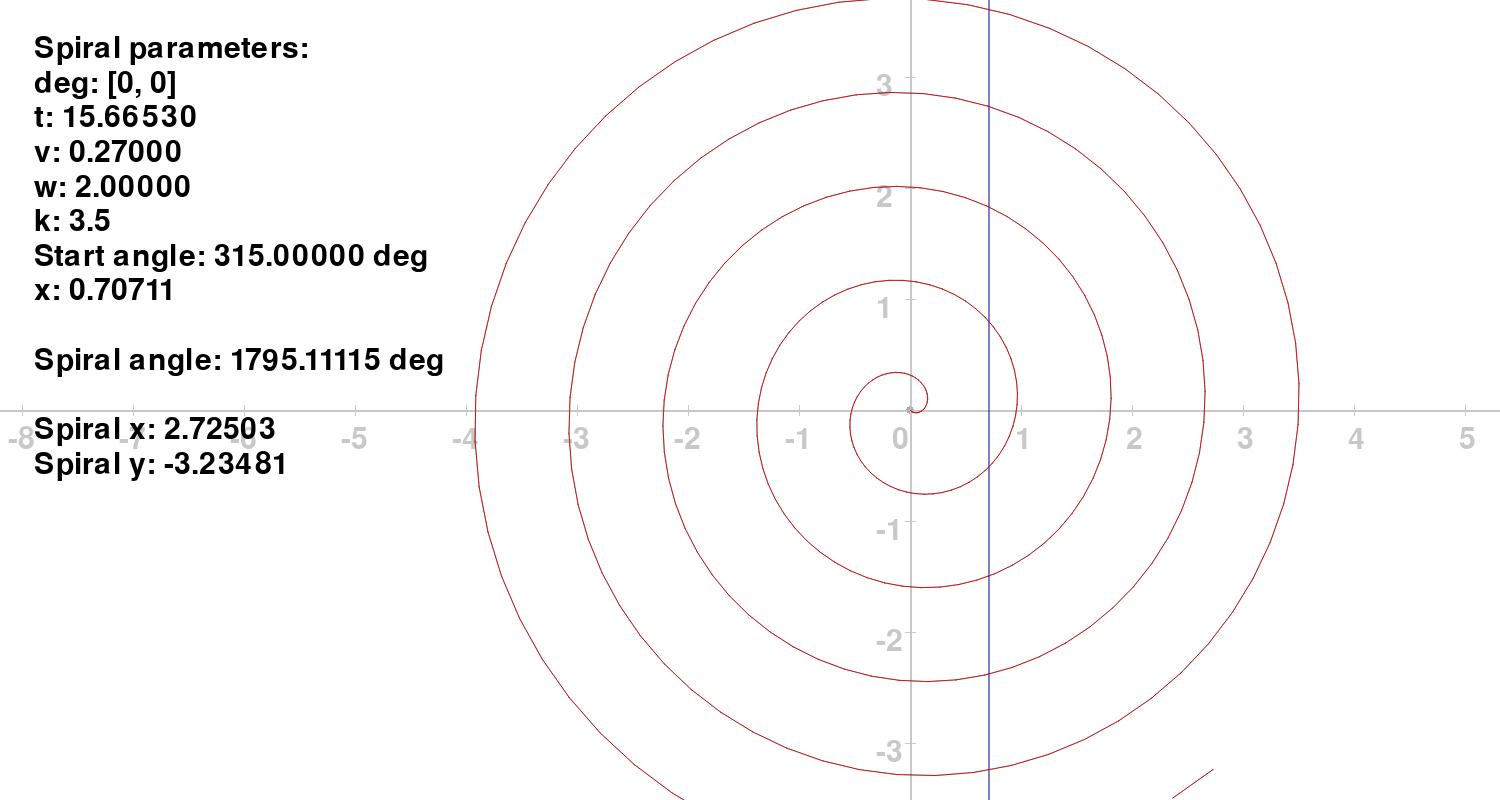 Spiral parameters:
deg: [0, 0]
t: 15.66530
v: 0.27000
w: 2.00000
k: 3.5
Start angle: 315.00000 deg
x: 0.70711
Spiral angle: 1795.11115 deg
Spiral x: 2.72503
Spiral y: -3.23481
3
2
1
-8 -7 -5 -4 -3 -2 -1 0 1 2 3 4 5
-1
-2
-3